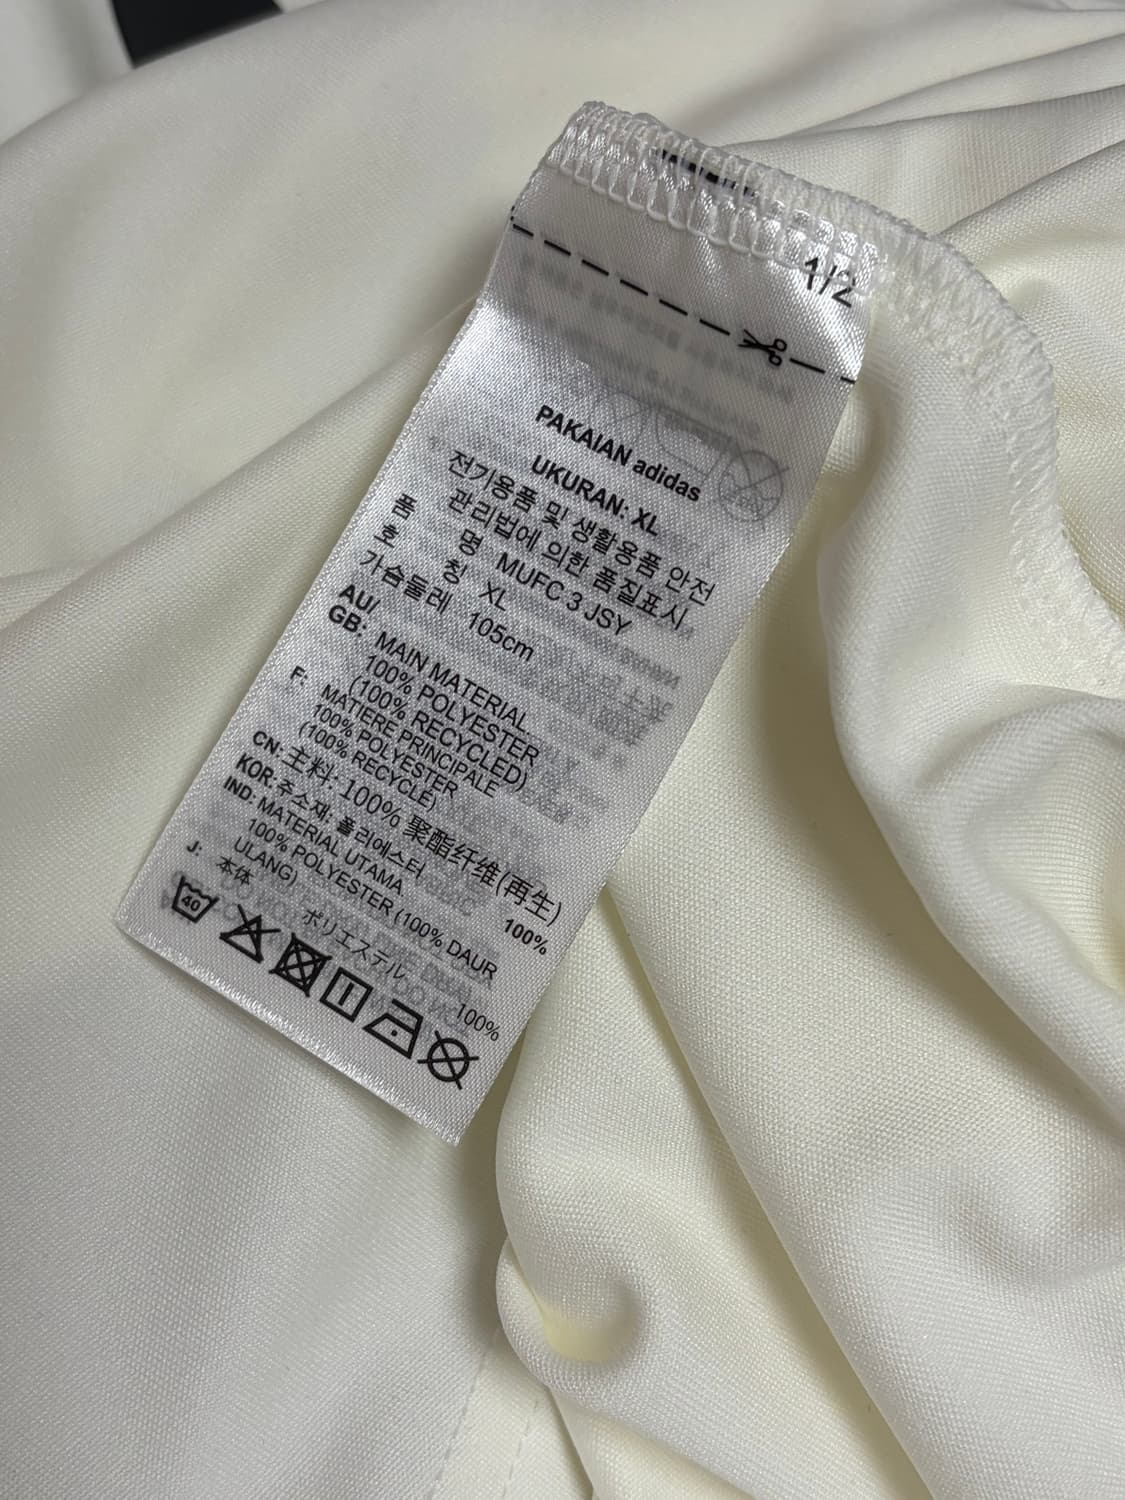 1/2
PAKAIAN adidas
UKURAN: XL
전기용품 및 생활용품 안전
관리법에 의한 품질표시
품 명 MUFC 3 JSY
호 칭 XL
가슴둘레 105cm
AU/
GB: MAIN MATERIAL
100% POLYESTER
(100% RECYCLED)
F: MATIERE PRINCIPALE
100% POLYESTER
(100% RECYCLE)
CN: 主料: 100% 聚酯纤维(再生)
KOR: 주소재: 폴리에스터 100%
IND: MATERIAL UTAMA
100% POLYESTER (100% DAUR
ULANG)
J: 本体
ポリエステル 100%
40